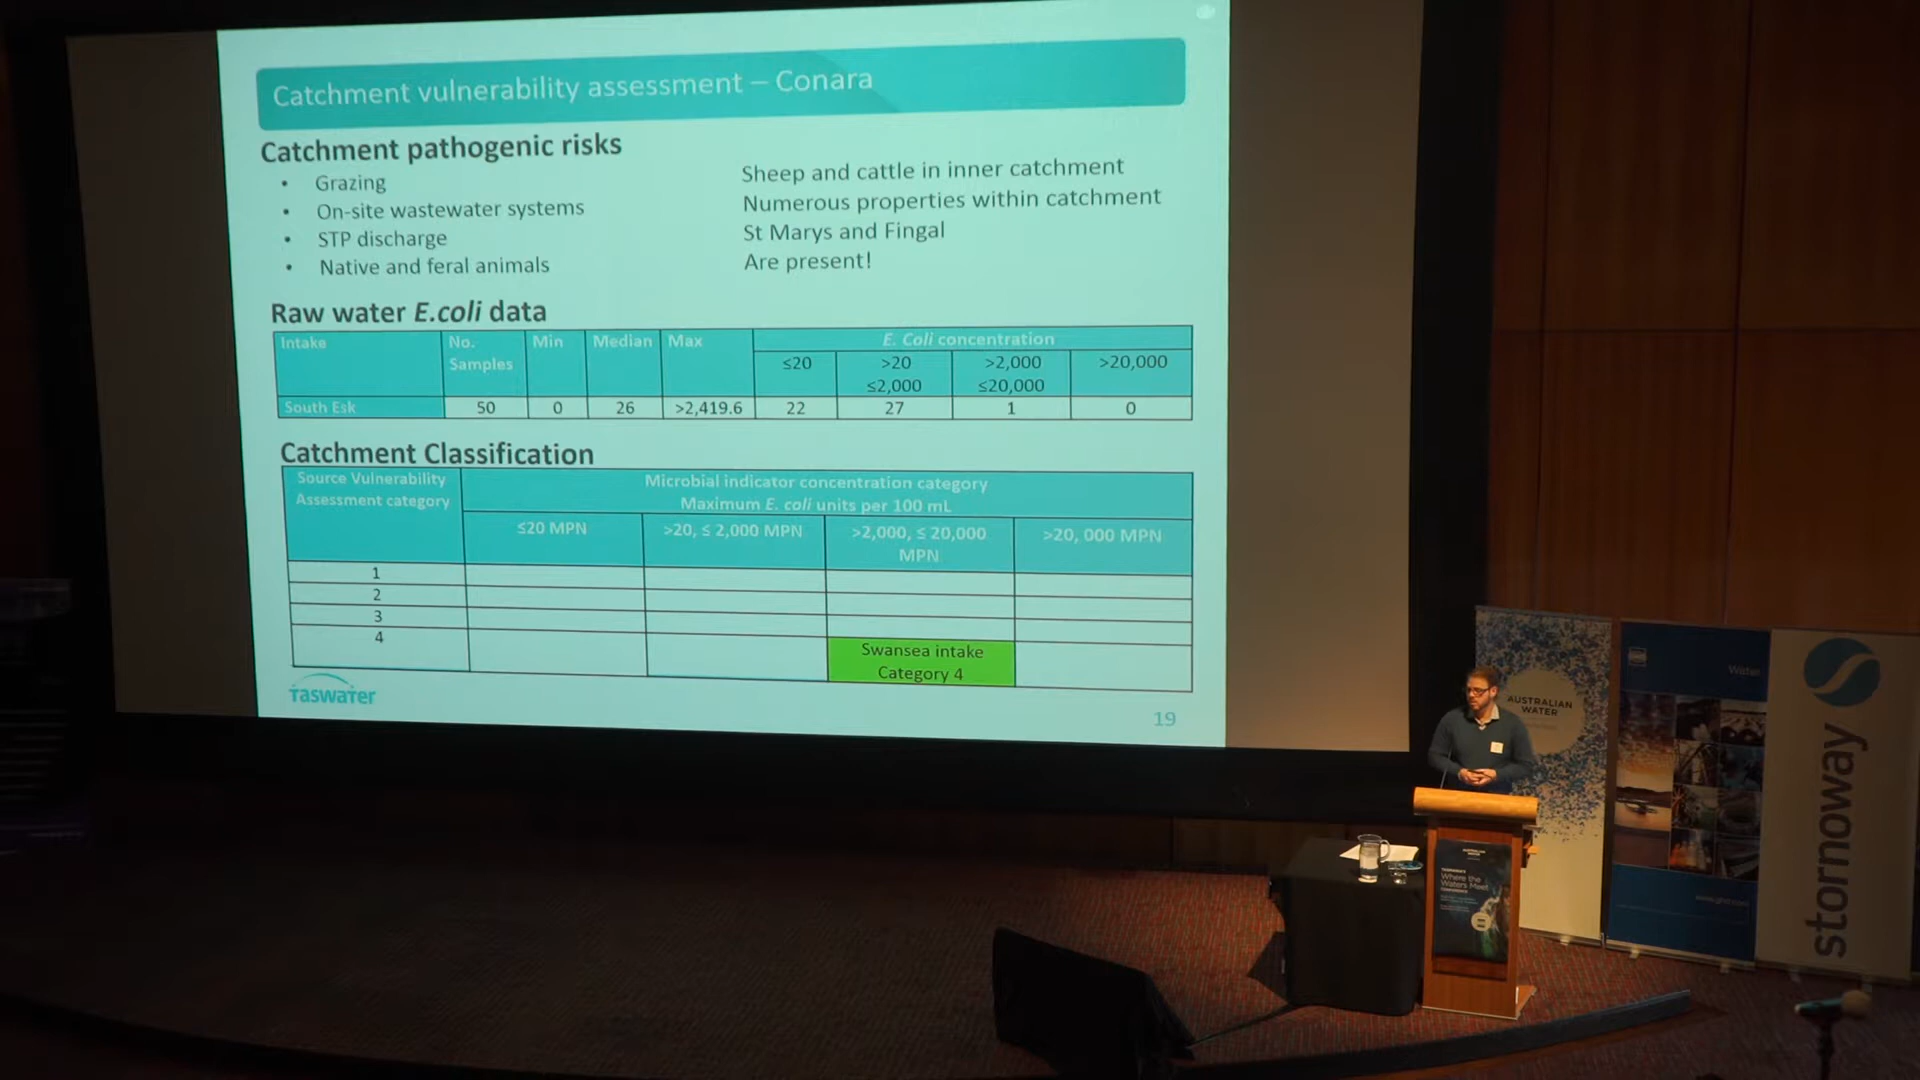 Catchment vulnerability assessment – Conara
Catchment pathogenic risks
• Grazing
Sheep and cattle in inner catchment
• On-site wastewater systems
Numerous properties within catchment
• STP discharge
St Marys and Fingal
• Native and feral animals
Are present!
Raw water E.coli data
Intake No. Samples Min Median Max E. Coli concentration
≤20 >20 ≤2,000 >2,000 ≤20,000 >20,000
South Esk 50 0 26 >2,419.6 22 27 1 0
Catchment Classification
Source Vulnerability Assessment category
Microbial indicator concentration category
Maximum E. coli units per 100 mL
≤20 MPN >20, ≤ 2,000 MPN >2,000, ≤ 20,000 MPN >20, 000 MPN
1
2
3
4
Swansea intake
Category 4
Taswater
19
AUSTRALIAN
WATER
Water
stornoway
Where the
Waters Meet